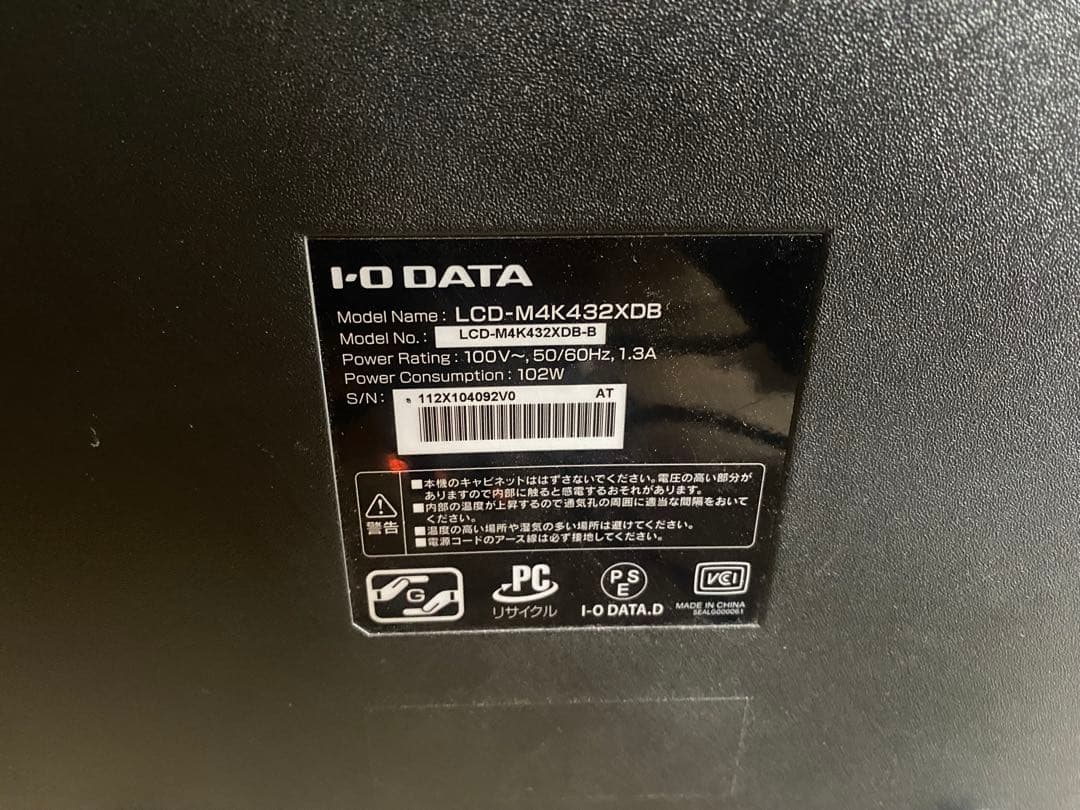 I-O DATA
Model Name : LCD-M4K432XDB
Model No. : LCD-M4K432XDB-B
Power Rating : 100V～, 50/60Hz, 1.3A
Power Consumption : 102W
S/N : s 112X104092V0 AT
■本機のキャビネットははずさないでください。電圧の高い部分が
ありますので内部に触ると感電するおそれがあります。
■内部の温度が上昇するので通気孔の周囲に適当な間隔をおいて
ください。
■温度の高い場所や湿気の多い場所は避けてください。
■電源コードのアース線は必ず接地してください。
警告
G
PC
リサイクル
PSE
I-O DATA.D
VCCI
MADE IN CHINA
SEALG000061